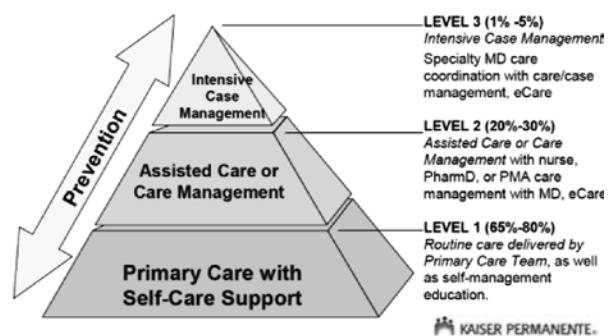 Prevention
Intensive
Case
Management
Assisted Care or
Care Management
Primary Care with
Self-Care Support
LEVEL 3 (1% -5%)
Intensive Case Management
Specialty MD care
coordination with care/case
management, eCare
LEVEL 2 (20%-30%)
Assisted Care or Care
Management with nurse,
PharmD, or PMA care
management with MD, eCare
LEVEL 1 (65%-80%)
Routine care delivered by
Primary Care Team, as well
as self-management
education.
KAISER PERMANENTE®